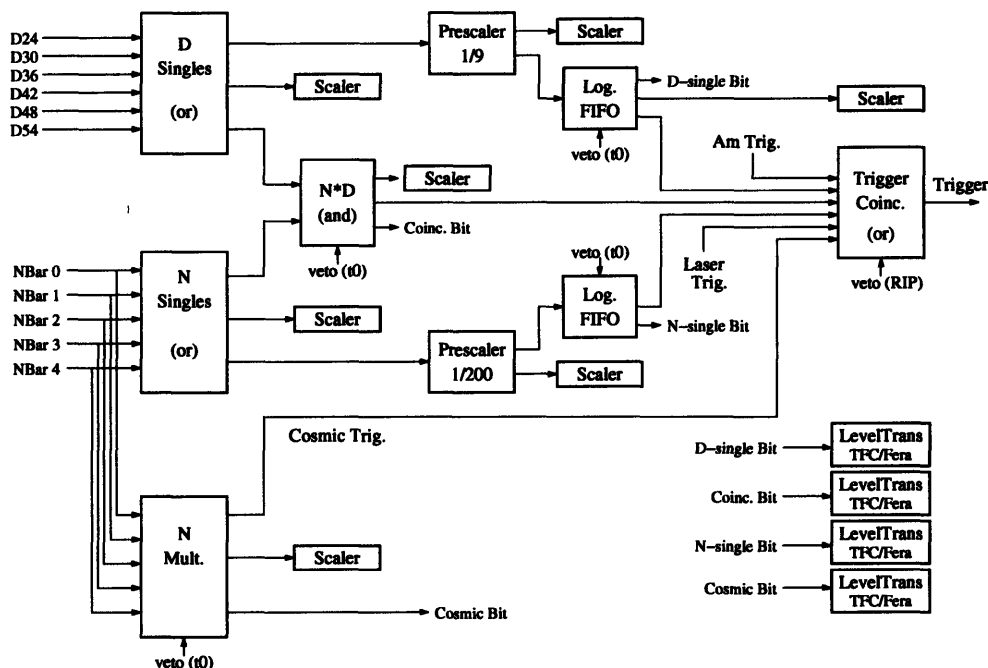 D24
D30
D36
D42
D48
D54
D
Singles
(or)
Scaler
Prescaler
1/9
Scaler
Log.
FIFO
D-single Bit
Scaler
veto (t0)
Am Trig.
N*D
(and)
Scaler
Coinc. Bit
veto (t0)
Trigger
Coinc.
(or)
Trigger
veto (RIP)
NBar 0
NBar 1
NBar 2
NBar 3
NBar 4
N
Singles
(or)
Scaler
veto (t0)
Log.
FIFO
N-single Bit
Laser
Trig.
Prescaler
1/200
Scaler
Cosmic Trig.
N
Mult.
Scaler
Cosmic Bit
veto (t0)
D-single Bit
LevelTrans
TFC/Fera
Coinc. Bit
LevelTrans
TFC/Fera
N-single Bit
LevelTrans
TFC/Fera
Cosmic Bit
LevelTrans
TFC/Fera